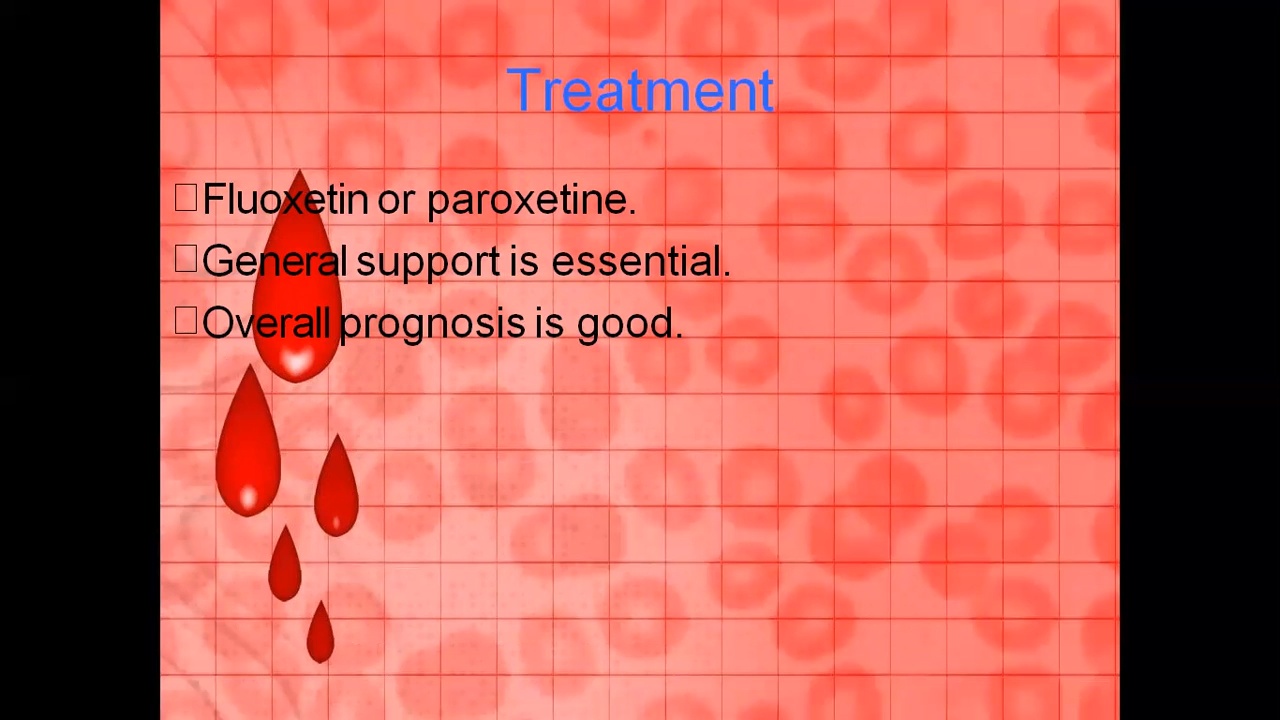 Treatment
Fluoxetin or paroxetine.
General support is essential.
Overall prognosis is good.